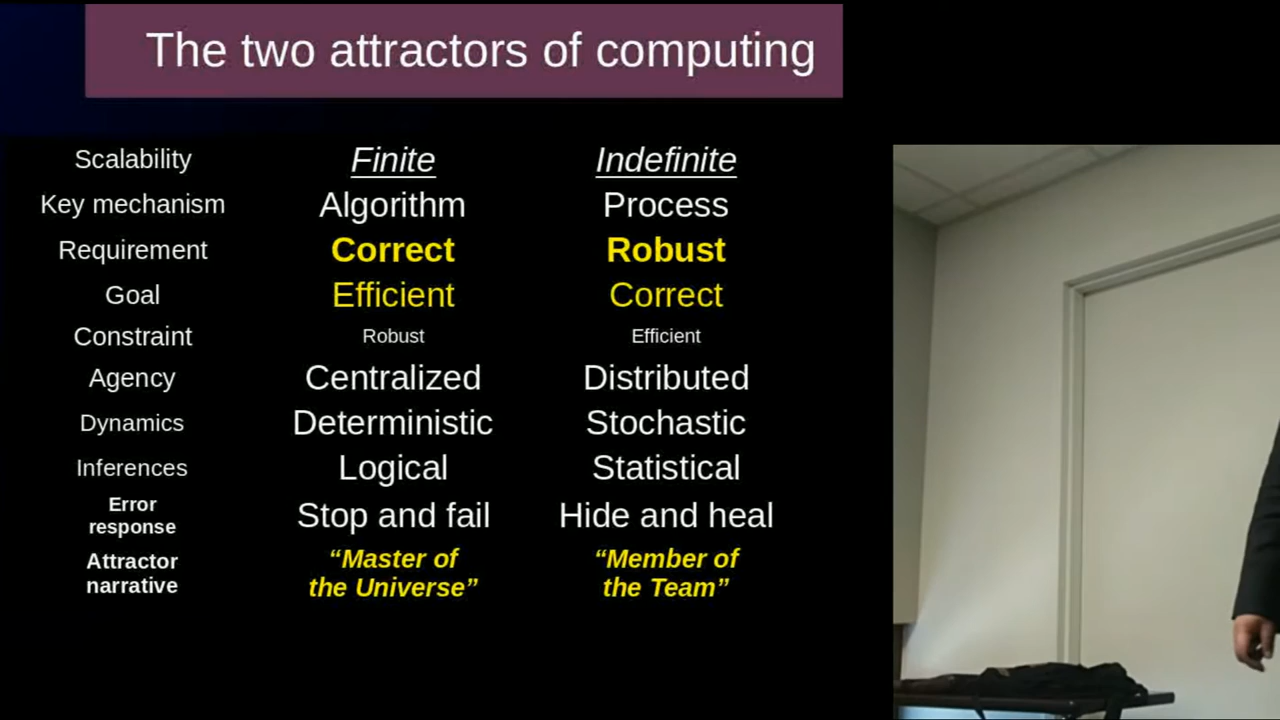 The two attractors of computing
Scalability Finite Indefinite
Key mechanism Algorithm Process
Requirement Correct Robust
Goal Efficient Correct
Constraint Robust Efficient
Agency Centralized Distributed
Dynamics Deterministic Stochastic
Inferences Logical Statistical
Error
response
Stop and fail Hide and heal
Attractor
narrative
“Master of
the Universe”
“Member of
the Team”